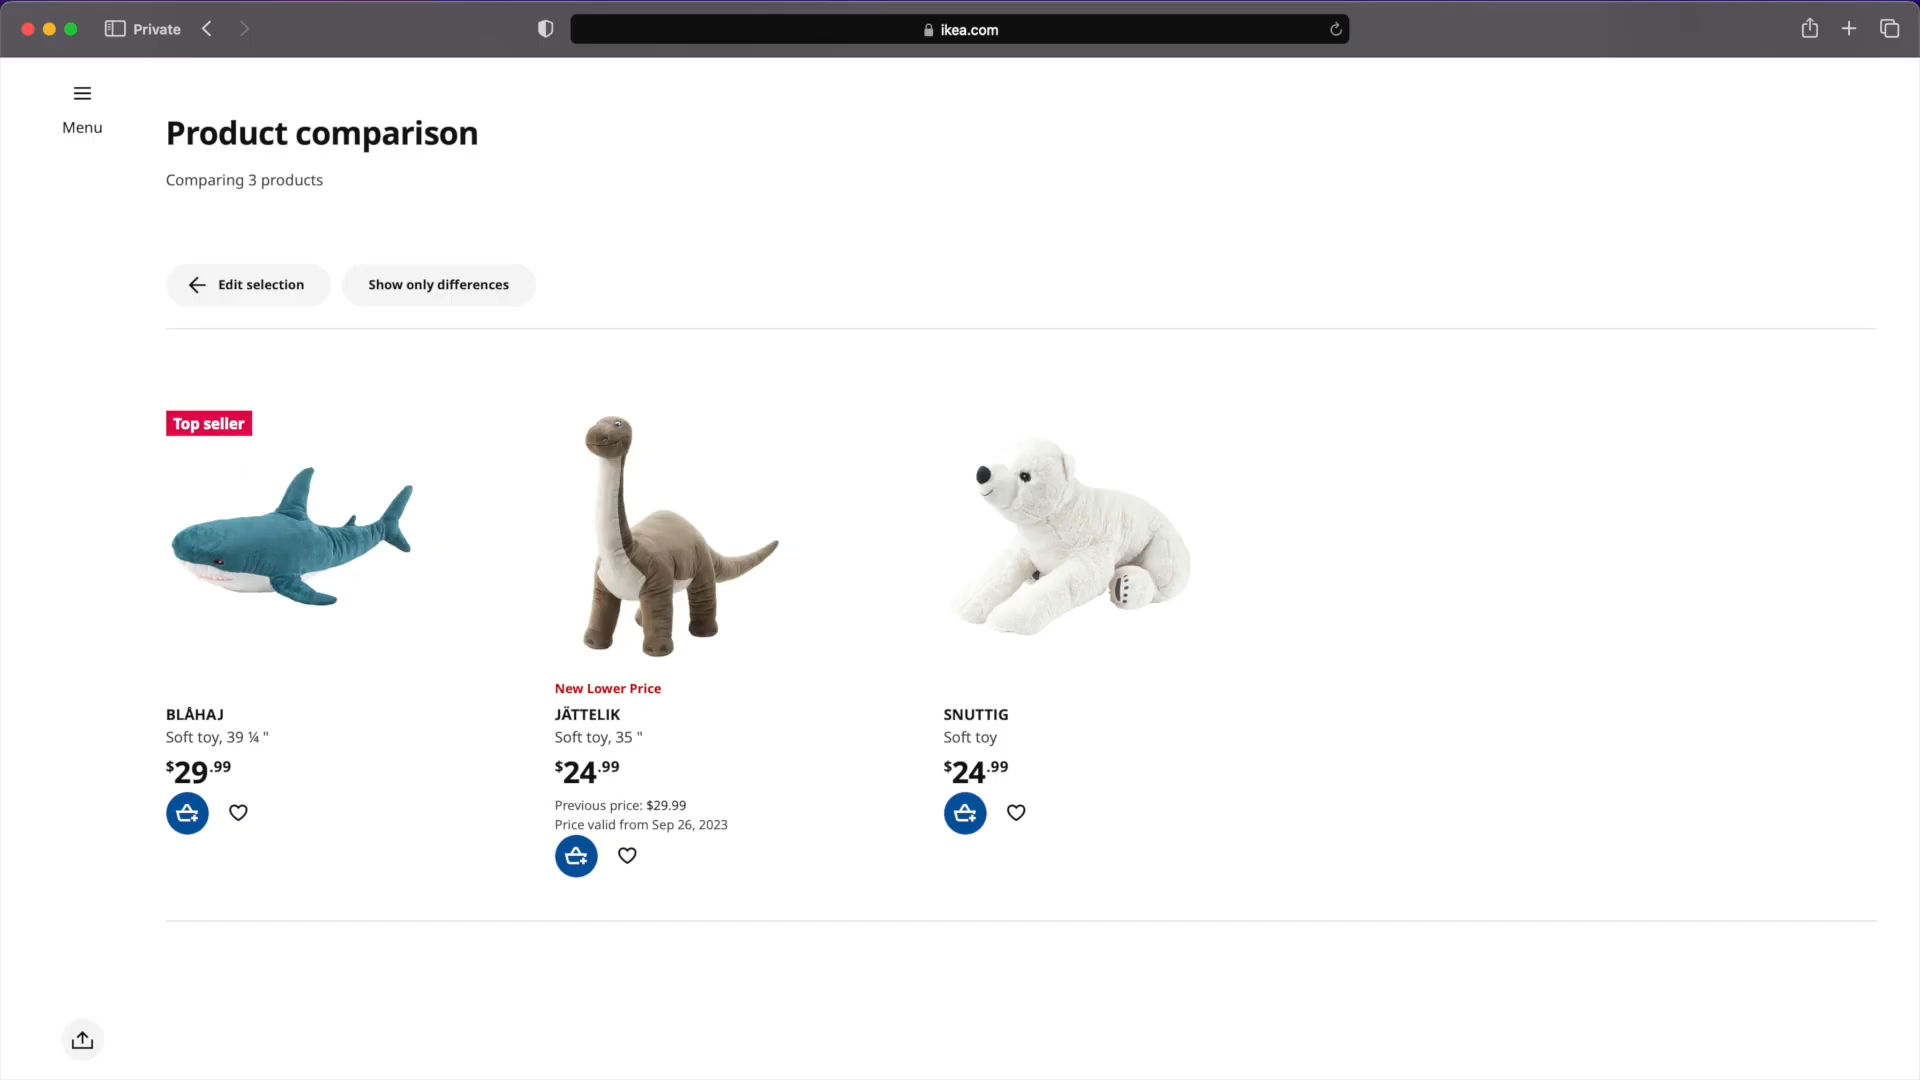 Private
ikea.com
Menu
Product comparison
Comparing 3 products
Edit selection
Show only differences
Top seller
BLÅHAJ
Soft toy, 39 ¼ "
$29.99
New Lower Price
JÄTTELIK
Soft toy, 35 "
$24.99
Previous price: $29.99
Price valid from Sep 26, 2023
SNUTTIG
Soft toy
$24.99